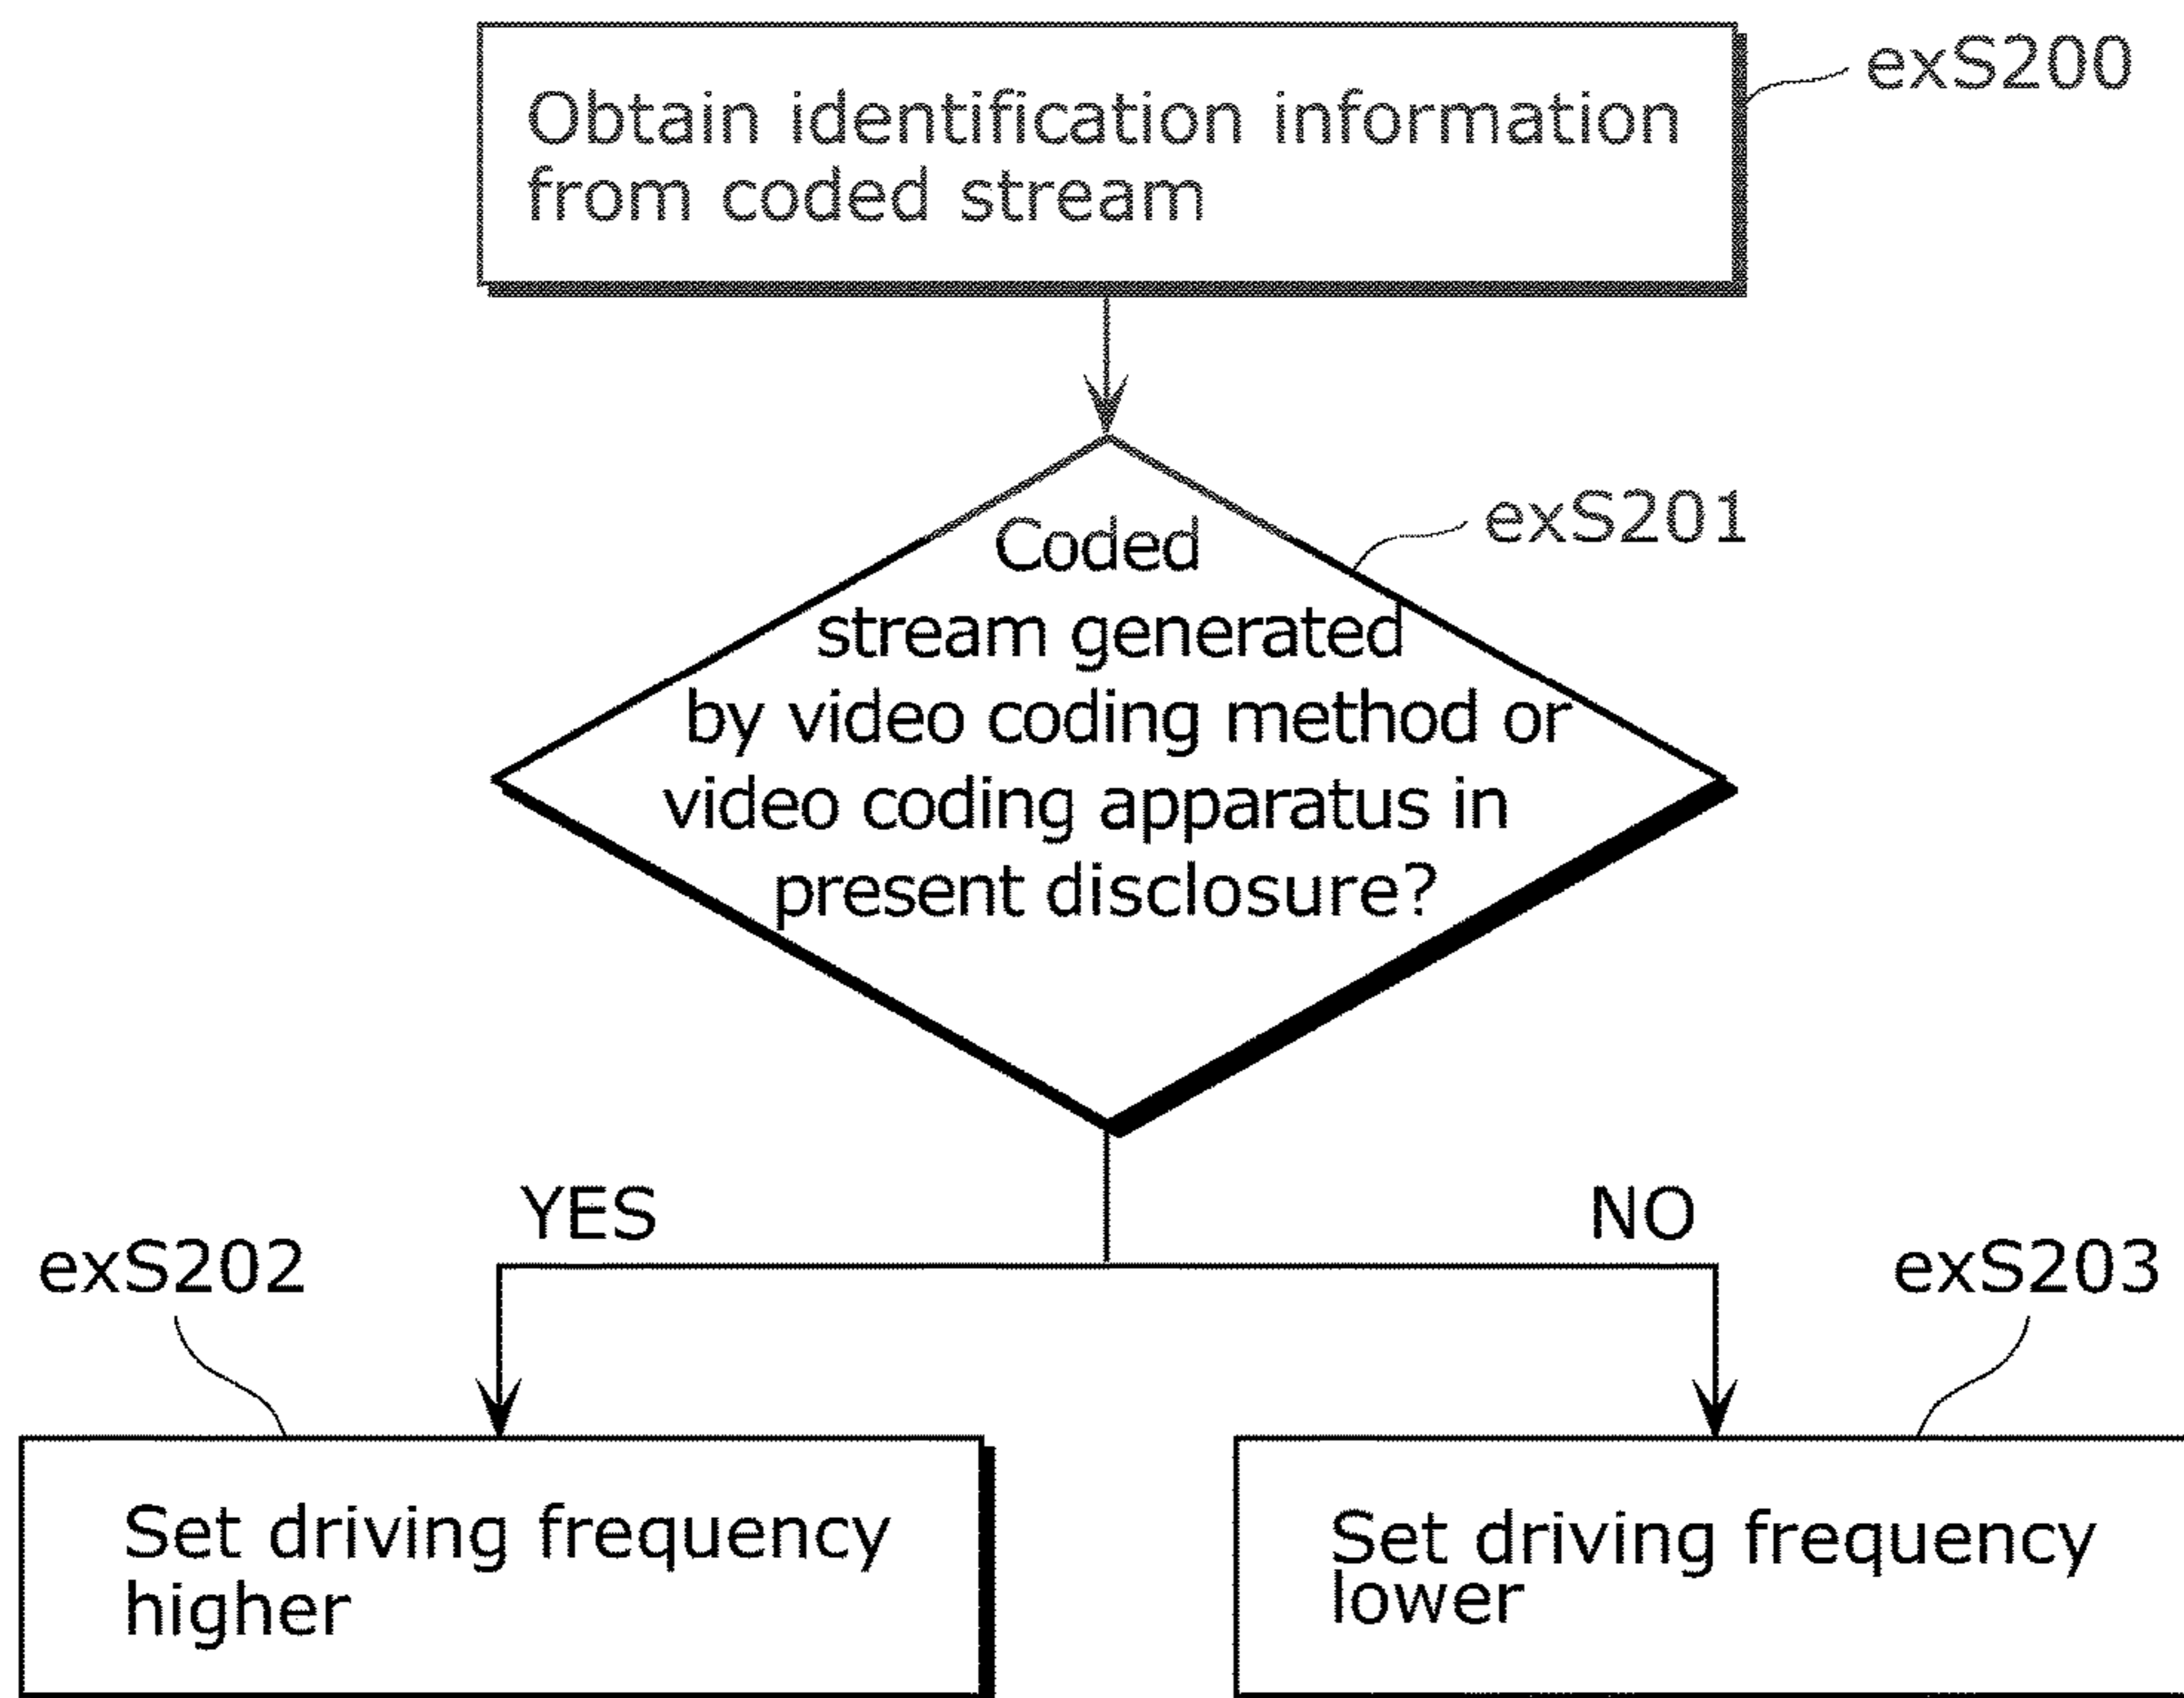 exS200
Obtain identification information
from coded stream
exS201
Coded
stream generated
by video coding method or
video coding apparatus in
present disclosure?
YES
NO
exS202
exS203
Set driving frequency
higher
Set driving frequency
lower